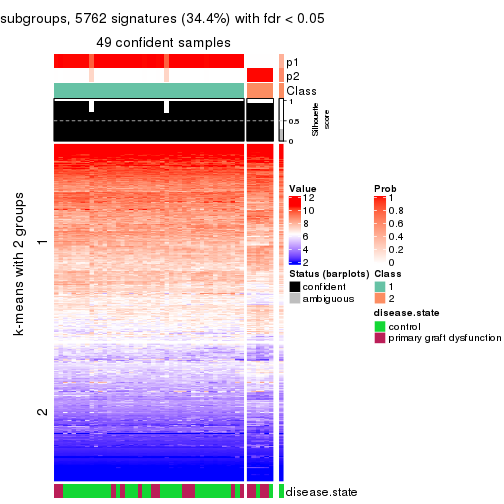 subgroups, 5762 signatures (34.4%) with fdr < 0.05
49 confident samples
p1
p2
Class
1
0.5
0
Silhouette
score
k-means with 2 groups
1
2
Value
12
10
8
6
4
2
Prob
1
0.8
0.6
0.4
0.2
0
Status (barplots)
confident
ambiguous
Class
1
2
disease.state
control
primary graft dysfunction
disease.state